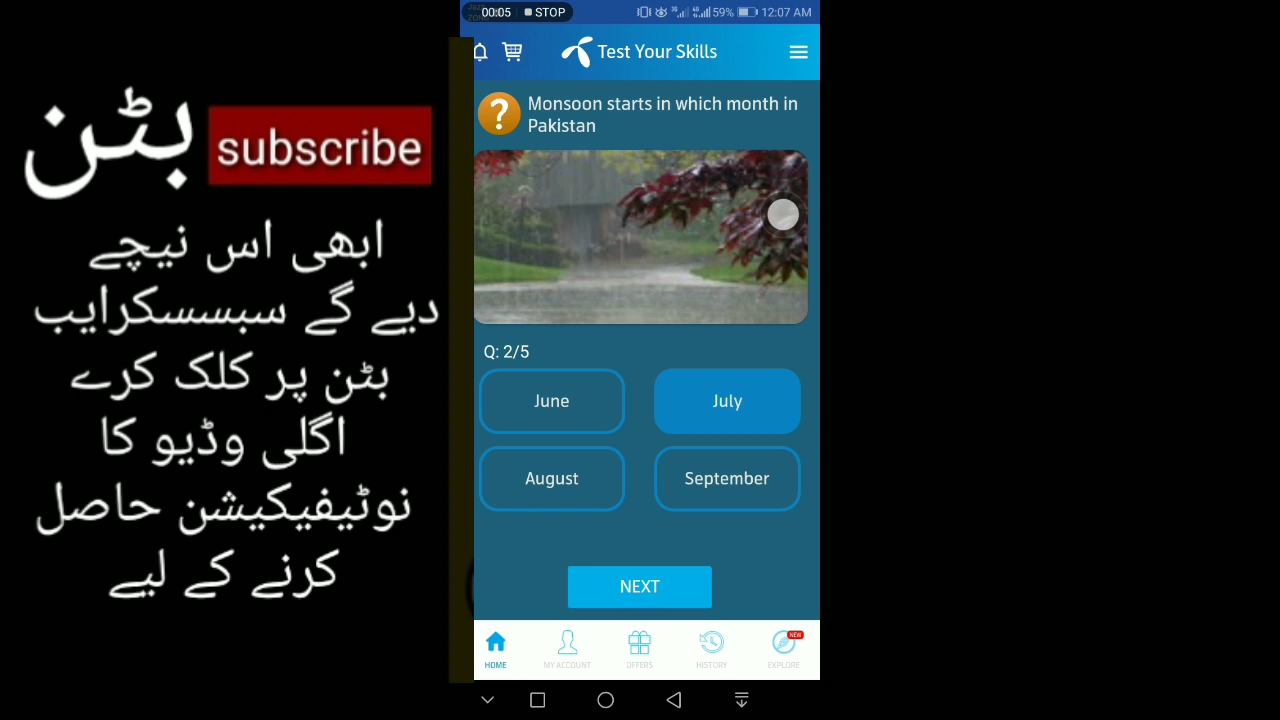 بٹن subscribe
ابھی اس نیچے
دیے گے سبسسکرایب
بٹن پر کلک کرے
اگلی وڈیو کا
نوٹیفیکیشن حاصل
کرنے کے لیے
00:05 STOP 59% 12:07 AM
Test Your Skills
Monsoon starts in which month in
Pakistan
Q: 2/5
June July
August September
NEXT
NEW
HOME MY ACCOUNT OFFERS HISTORY EXPLORE